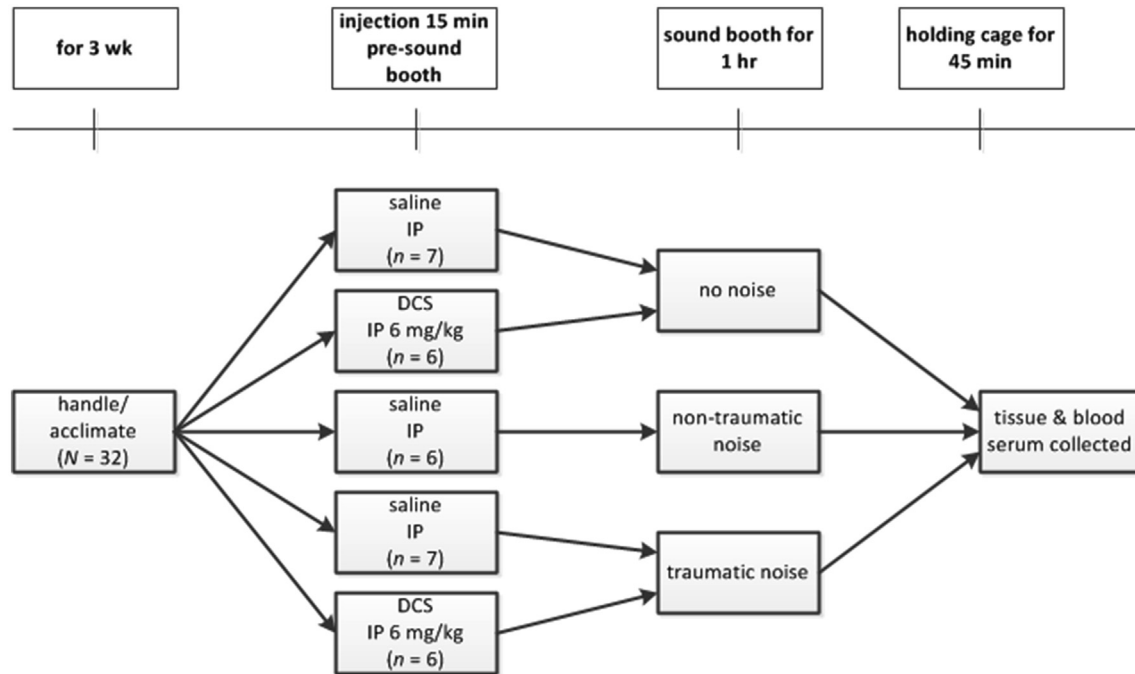 for 3 wk
injection 15 min
pre-sound
booth
sound booth for
1 hr
holding cage for
45 min
saline
IP
(n = 7)
DCS
IP 6 mg/kg
(n = 6)
no noise
handle/
acclimate
(N = 32)
saline
IP
(n = 6)
non-traumatic
noise
tissue & blood
serum collected
saline
IP
(n = 7)
traumatic noise
DCS
IP 6 mg/kg
(n = 6)